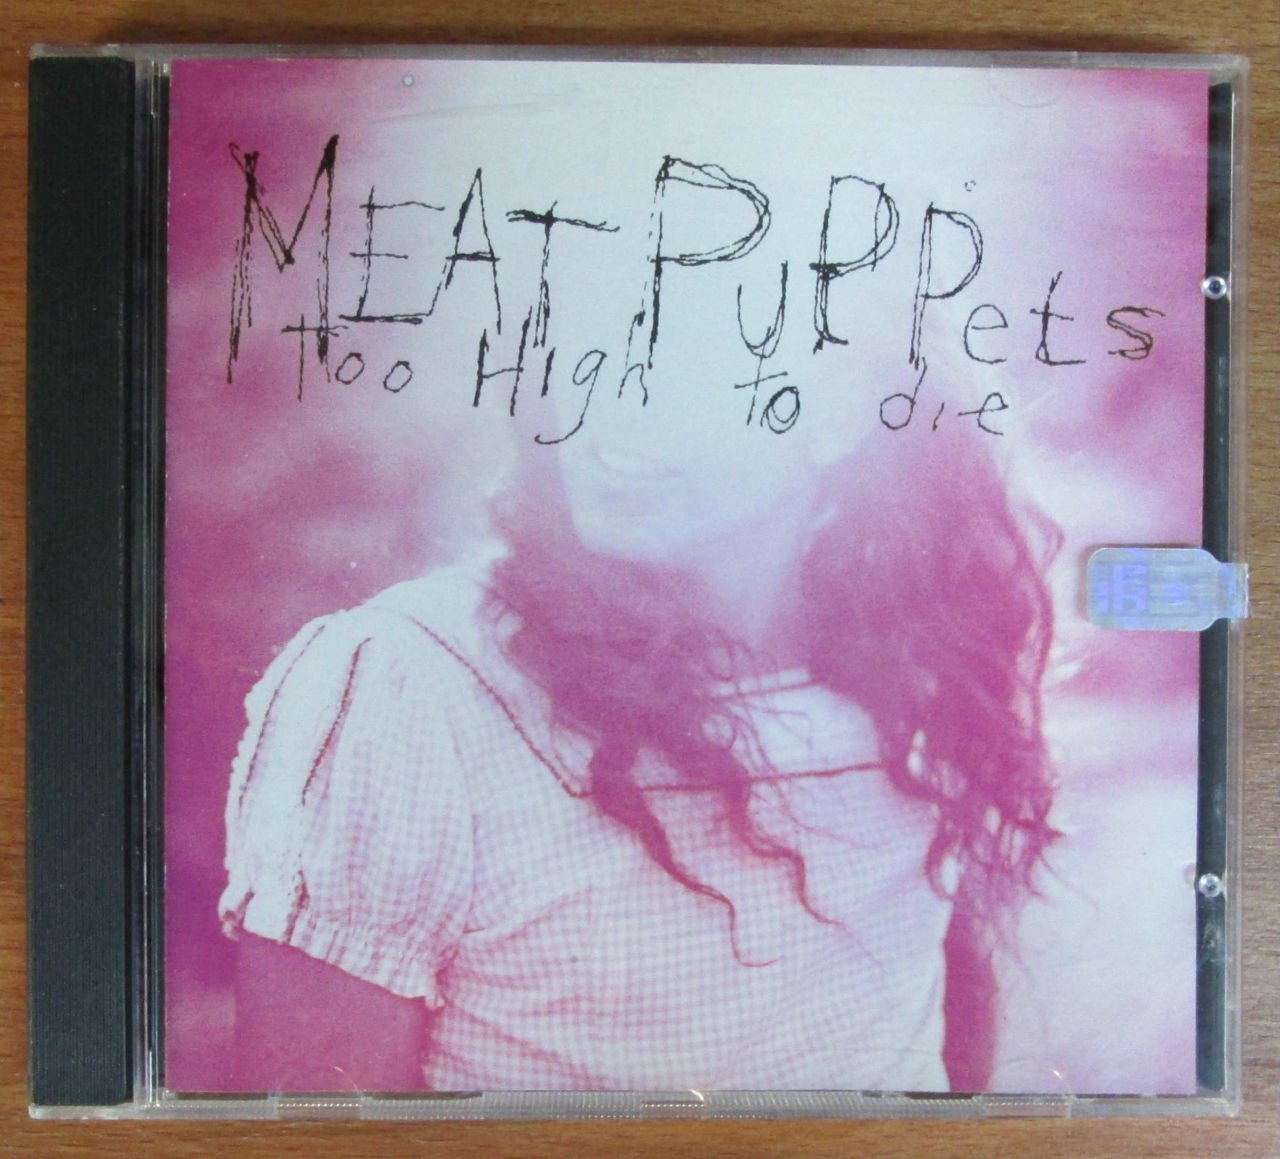 MEAT PUPPets
too High to die